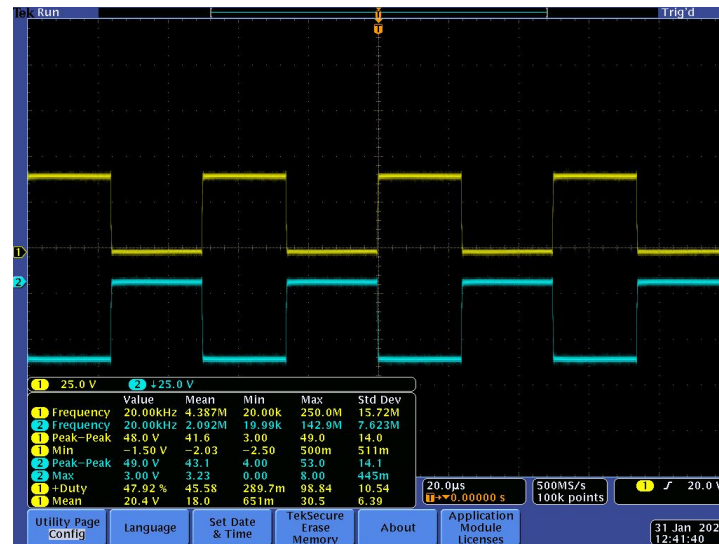 Tek Run Trig'd
T
T
1
2
1 25.0 V 2 ↓25.0 V
Value Mean Min Max Std Dev
1 Frequency 20.00kHz 4.387M 20.00k 250.0M 15.72M
2 Frequency 20.00kHz 2.092M 19.99k 142.9M 7.623M
1 Peak-Peak 48.0 V 41.6 3.00 49.0 14.0
1 Min -1.50 V -2.03 -2.50 500m 511m
2 Peak-Peak 49.0 V 43.1 4.00 53.0 14.1
2 Max 3.00 V 3.23 0.00 8.00 445m
1 +Duty 47.92 % 45.58 289.7m 98.84 10.54
1 Mean 20.4 V 18.0 651m 30.5 6.39
20.0µs
T→▼0.00000 s
500MS/s
100k points
1 ∫ 20.0 V
Utility Page
Config
Language
Set Date
& Time
TekSecure
Erase
Memory
About
Application
Module
Licenses
31 Jan 202
12:41:40